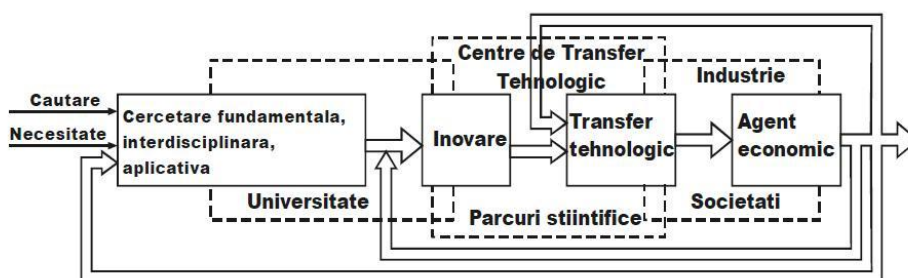 Centre de Transfer
Tehnologic
Industrie
Cautare
Necesitate
Cercetare fundamentala,
interdisciplinara,
aplicativa
Inovare
Transfer
tehnologic
Agent
economic
Universitate
Parcuri stiintifice
Societati